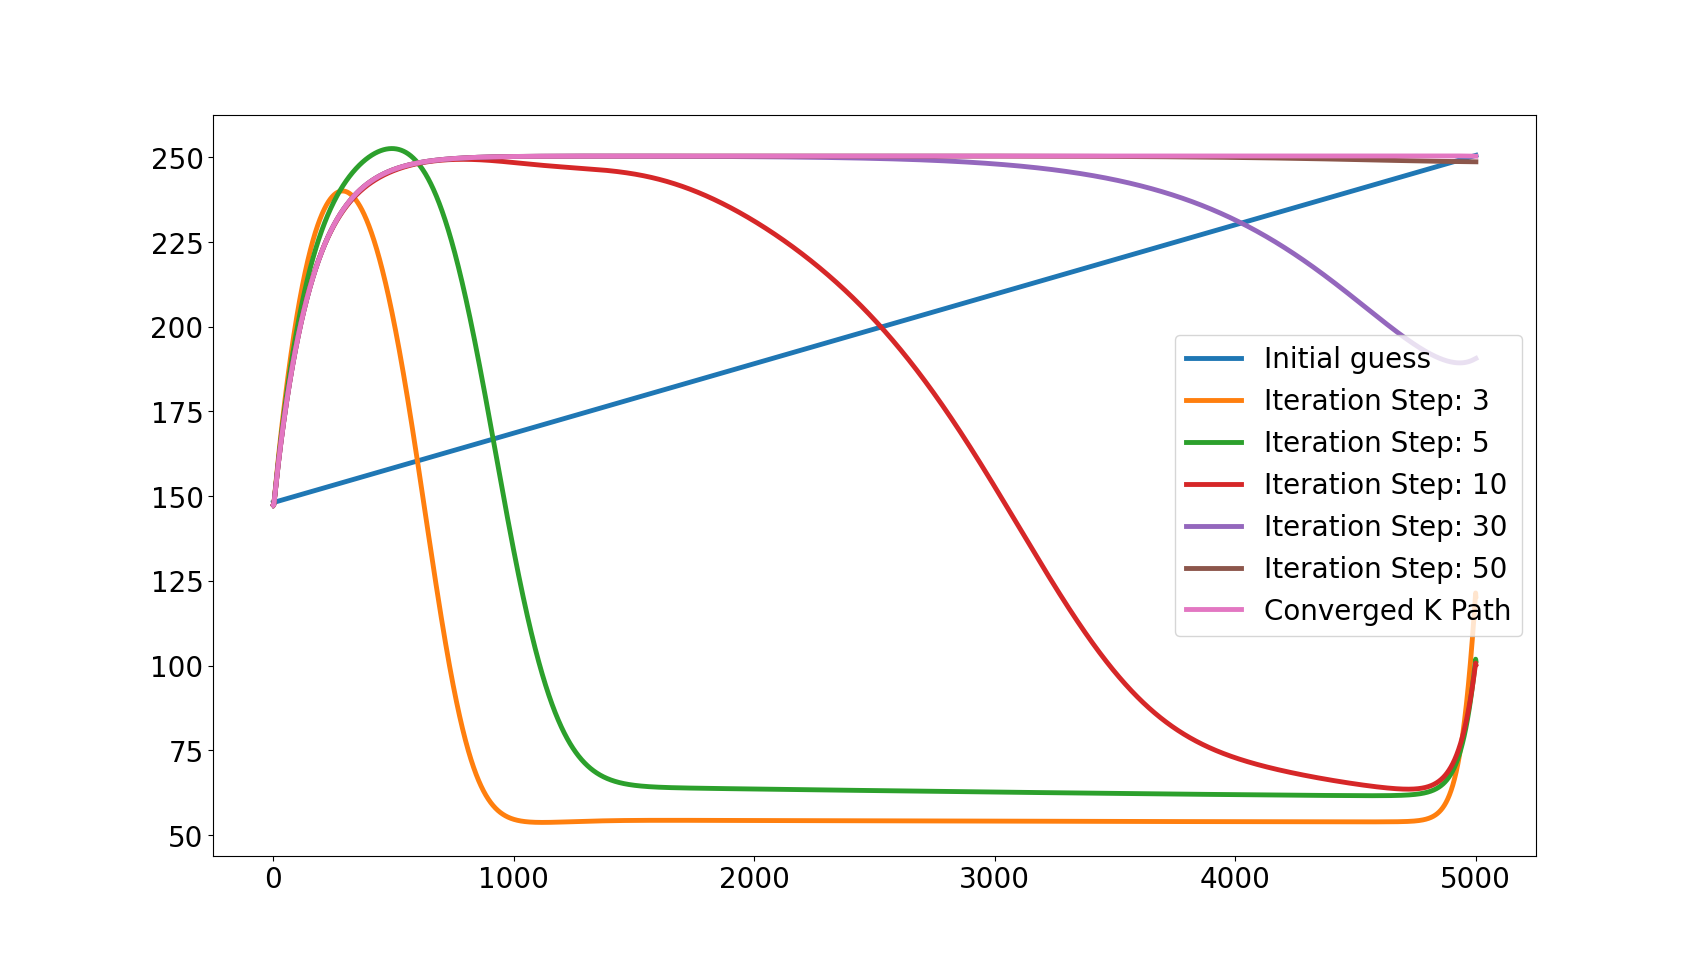 250
225
200
175
150
125
100
75
50
0 1000 2000 3000 4000 5000
Initial guess
Iteration Step: 3
Iteration Step: 5
Iteration Step: 10
Iteration Step: 30
Iteration Step: 50
Converged K Path